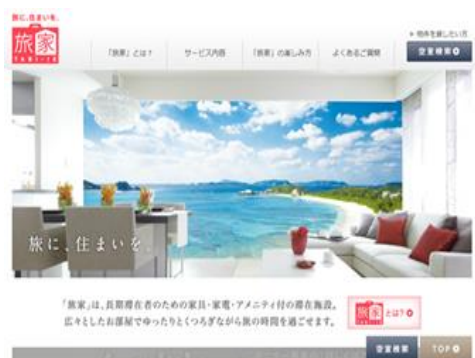 旅に、住まいを。
旅家
TABI-IE
▶ 物件を貸したい方
「旅家」とは？
サービス内容
「旅家」の楽しみ方
よくあるご質問
空室検索
旅に、住まいを。
「旅家」は、長期滞在者のための家具・家電・アメニティ付の滞在施設。
広々としたお部屋でゆったりとくつろぎながら旅の時間を過ごせます。
旅家 とは？
空室検索
TOP